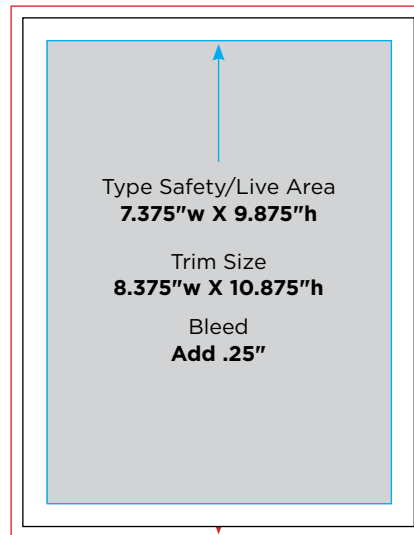 Type Safety/Live Area
7.375"w X 9.875"h
Trim Size
8.375"w X 10.875"h
Bleed
Add .25"